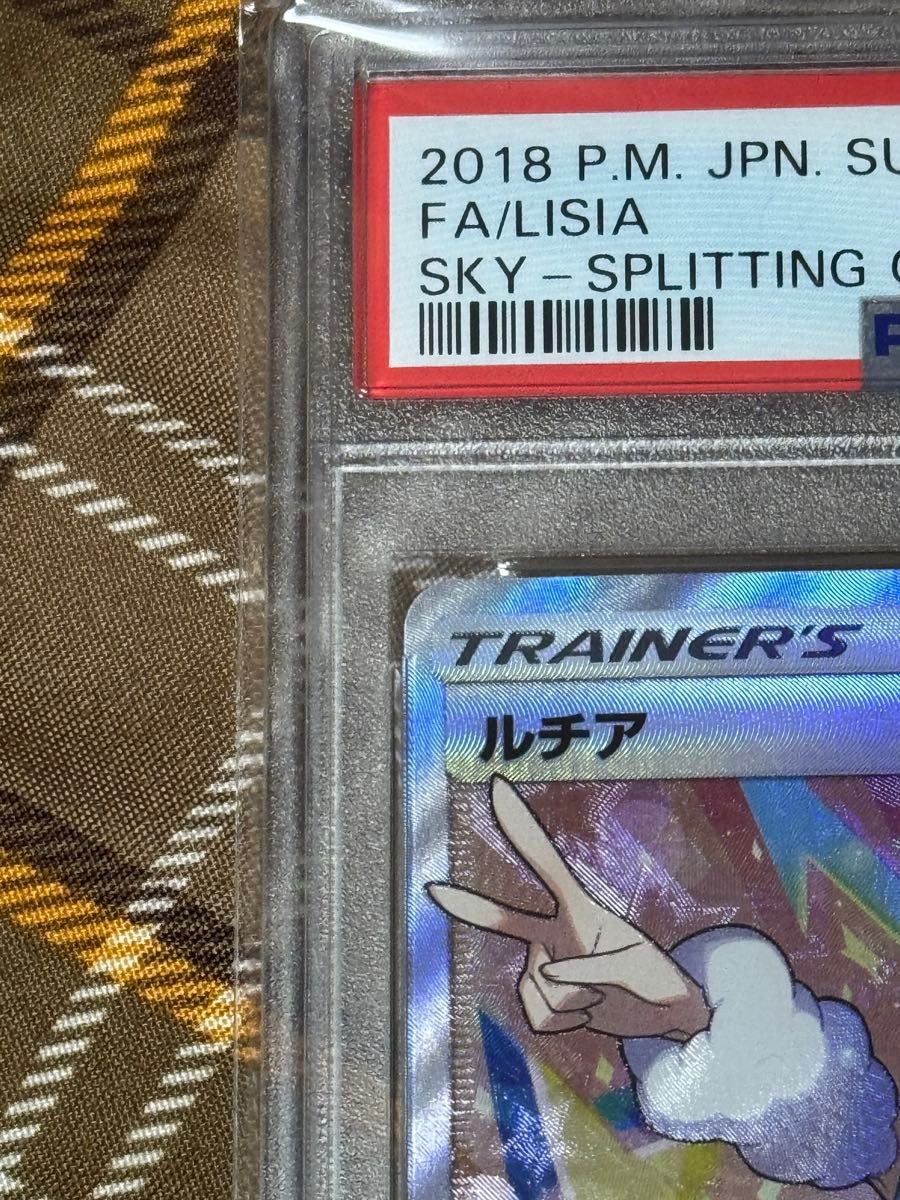 2018 P.M. JPN. SU
FA/LISIA
SKY-SPLITTING
TRAINER'S
ルチア